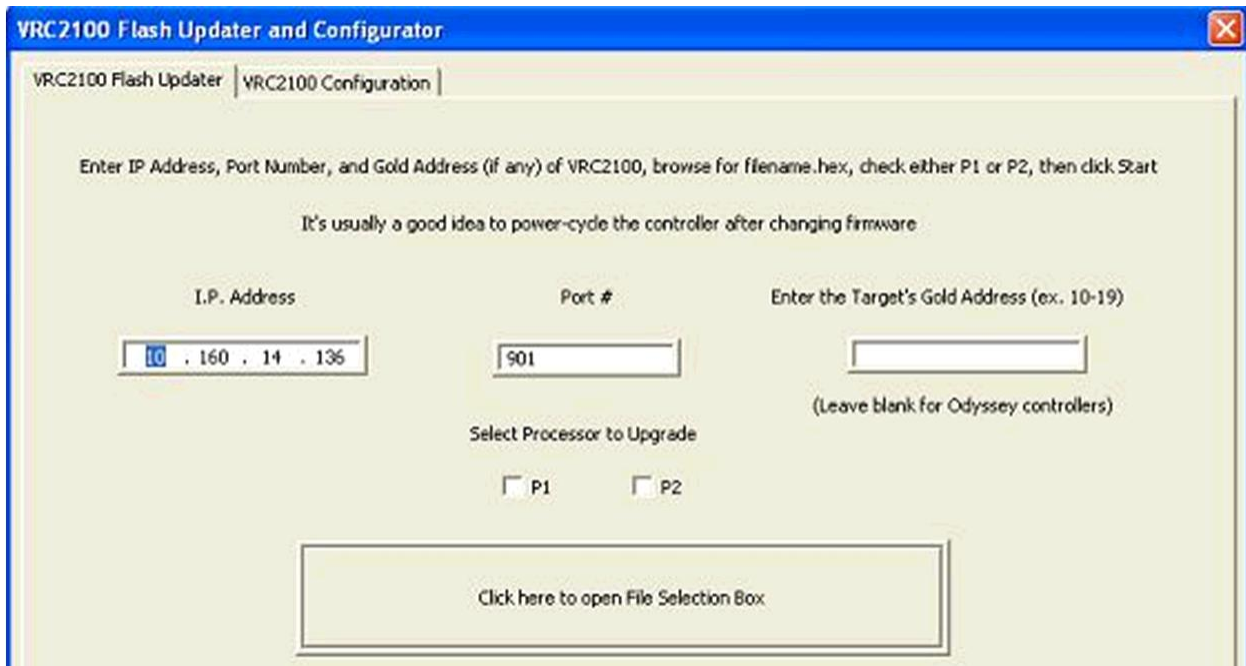 VRC2100 Flash Updater and Configurator
VRC2100 Flash Updater VRC2100 Configuration
Enter IP Address, Port Number, and Gold Address (if any) of VRC2100, browse for filename.hex, check either P1 or P2, then click Start
It's usually a good idea to power-cycle the controller after changing firmware
I.P. Address Port # Enter the Target's Gold Address (ex. 10-19)
10 . 160 . 14 . 136 901
(Leave blank for Odyssey controllers)
Select Processor to Upgrade
P1 P2
Click here to open File Selection Box